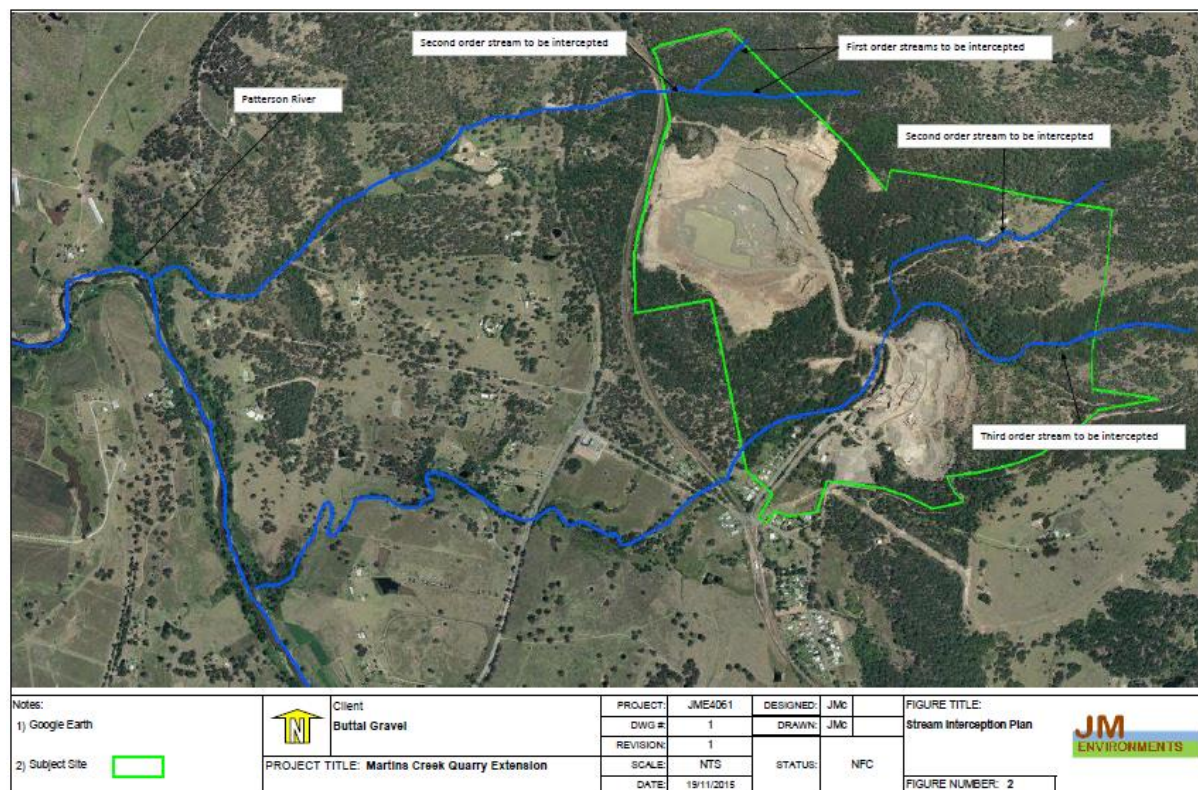 Second order stream to be intercepted
First order streams to be intercepted
Patterson River
Second order stream to be intercepted
Third order stream to be intercepted
Notes:
1) Google Earth
2) Subject Site
N
Client
Buttai Gravel
PROJECT TITLE: Martins Creek Quarry Extension
PROJECT: JME4061
DWG #: 1
REVISION: 1
SCALE: NTS
DATE: 19/11/2015
DESIGNED: JMc
DRAWN: JMc
STATUS: NFC
FIGURE TITLE:
Stream Interception Plan
FIGURE NUMBER: 2
JM
ENVIRONMENTS